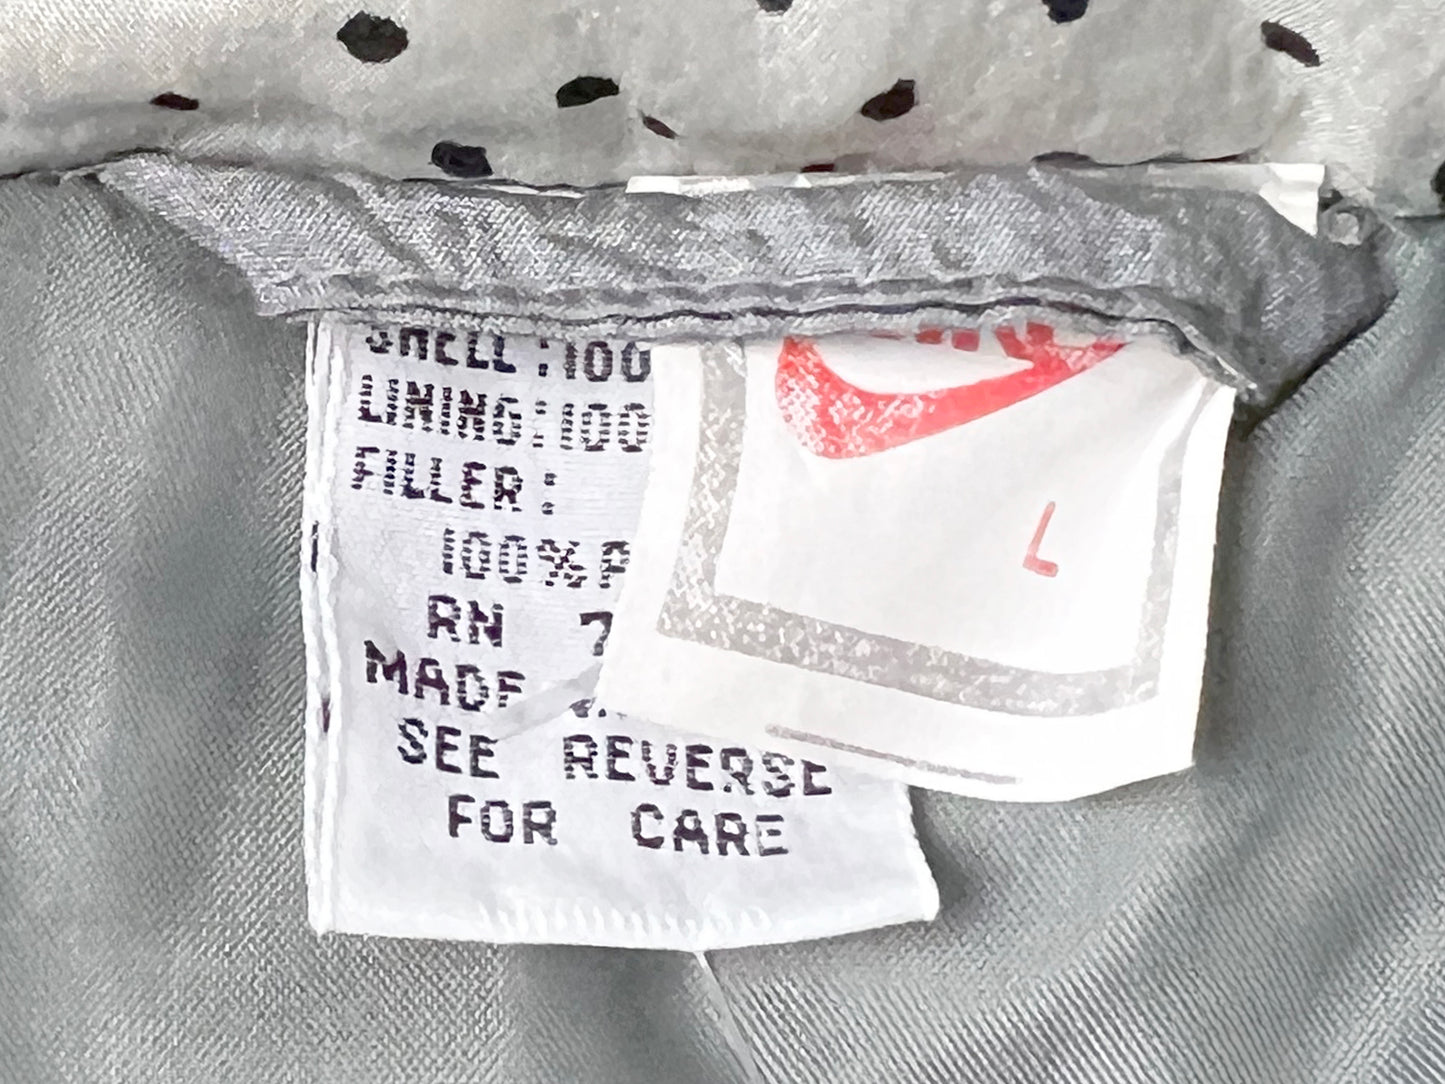 SHELL:100
LINING:100
FILLER:
100% P
RN 7
MADE
SEE REVERSE
FOR CARE
L